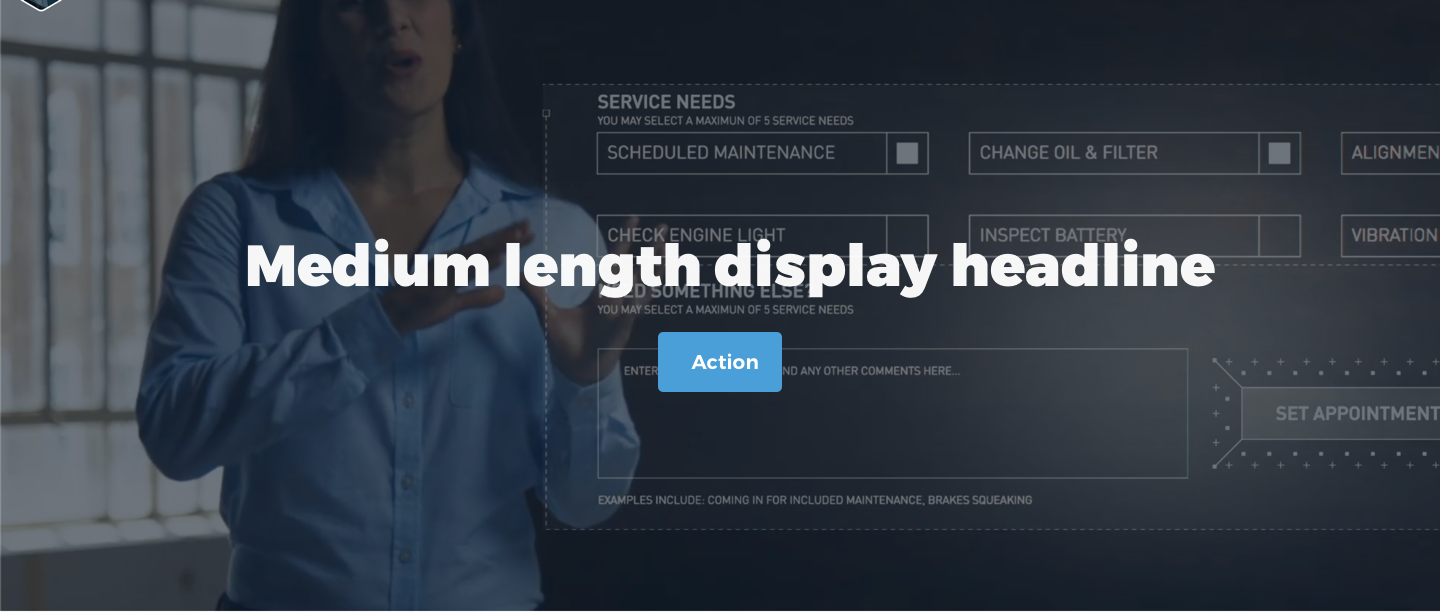 SERVICE NEEDS
YOU MAY SELECT A MAXIMUN OF 5 SERVICE NEEDS
SCHEDULED MAINTENANCE
CHANGE OIL & FILTER
ALIGNMEN
CHECK ENGINE LIGHT
INSPECT BATTERY
VIBRATION
Medium length display headline
ED SOMETHING ELSE?
YOU MAY SELECT A MAXIMUN OF 5 SERVICE NEEDS
Action
ENTER
ND ANY OTHER COMMENTS HERE...
SET APPOINTMENT
EXAMPLES INCLUDE: COMING IN FOR INCLUDED MAINTENANCE, BRAKES SQUEAKING